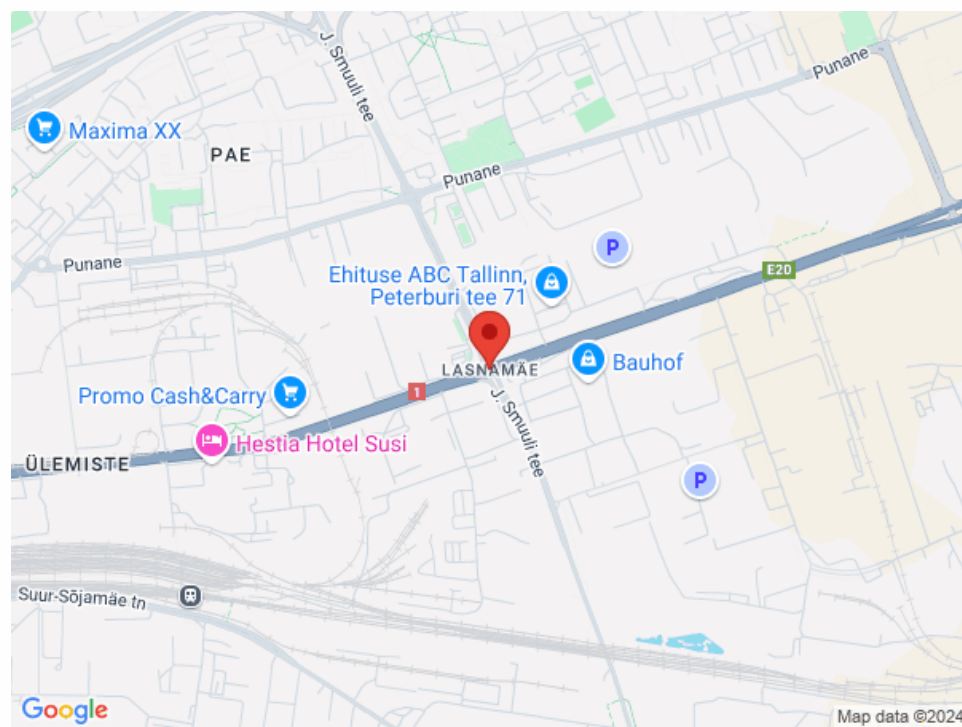 J. Smuuli tee
Punane
Maxima XX
PAE
Punane
Punane
Ehituse ABC Tallinn,
Peterburi tee 71
P
E20
LASNAMÄE
Bauhof
1
Promo Cash&Carry
J. Smuuli tee
Hestia Hotel Susi
ÜLEMISTE
P
Suur-Sõjamäe tn
Google
Map data ©2024